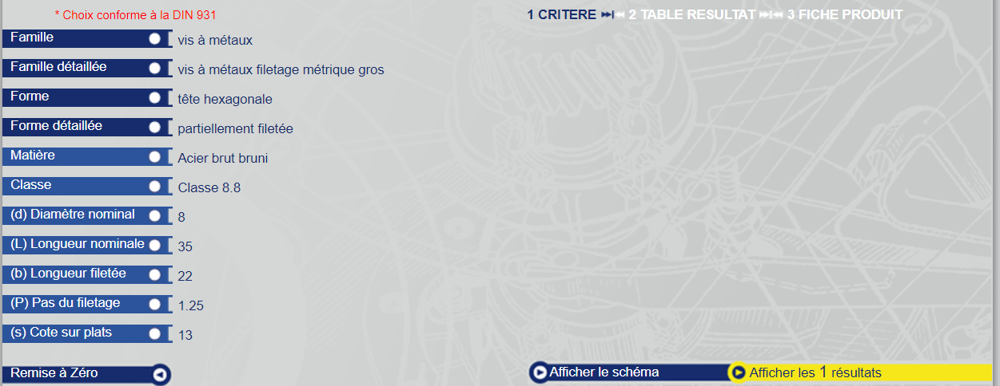 * Choix conforme à la DIN 931
1 CRITERE 2 TABLE RESULTAT 3 FICHE PRODUIT
Famille vis à métaux
Famille détaillée vis à métaux filetage métrique gros
Forme tête hexagonale
Forme détaillée partiellement filetée
Matière Acier brut bruni
Classe Classe 8.8
(d) Diamètre nominal 8
(L) Longueur nominale 35
(b) Longueur filetée 22
(P) Pas du filetage 1.25
(s) Cote sur plats 13
Remise à Zéro Afficher le schéma Afficher les 1 résultats